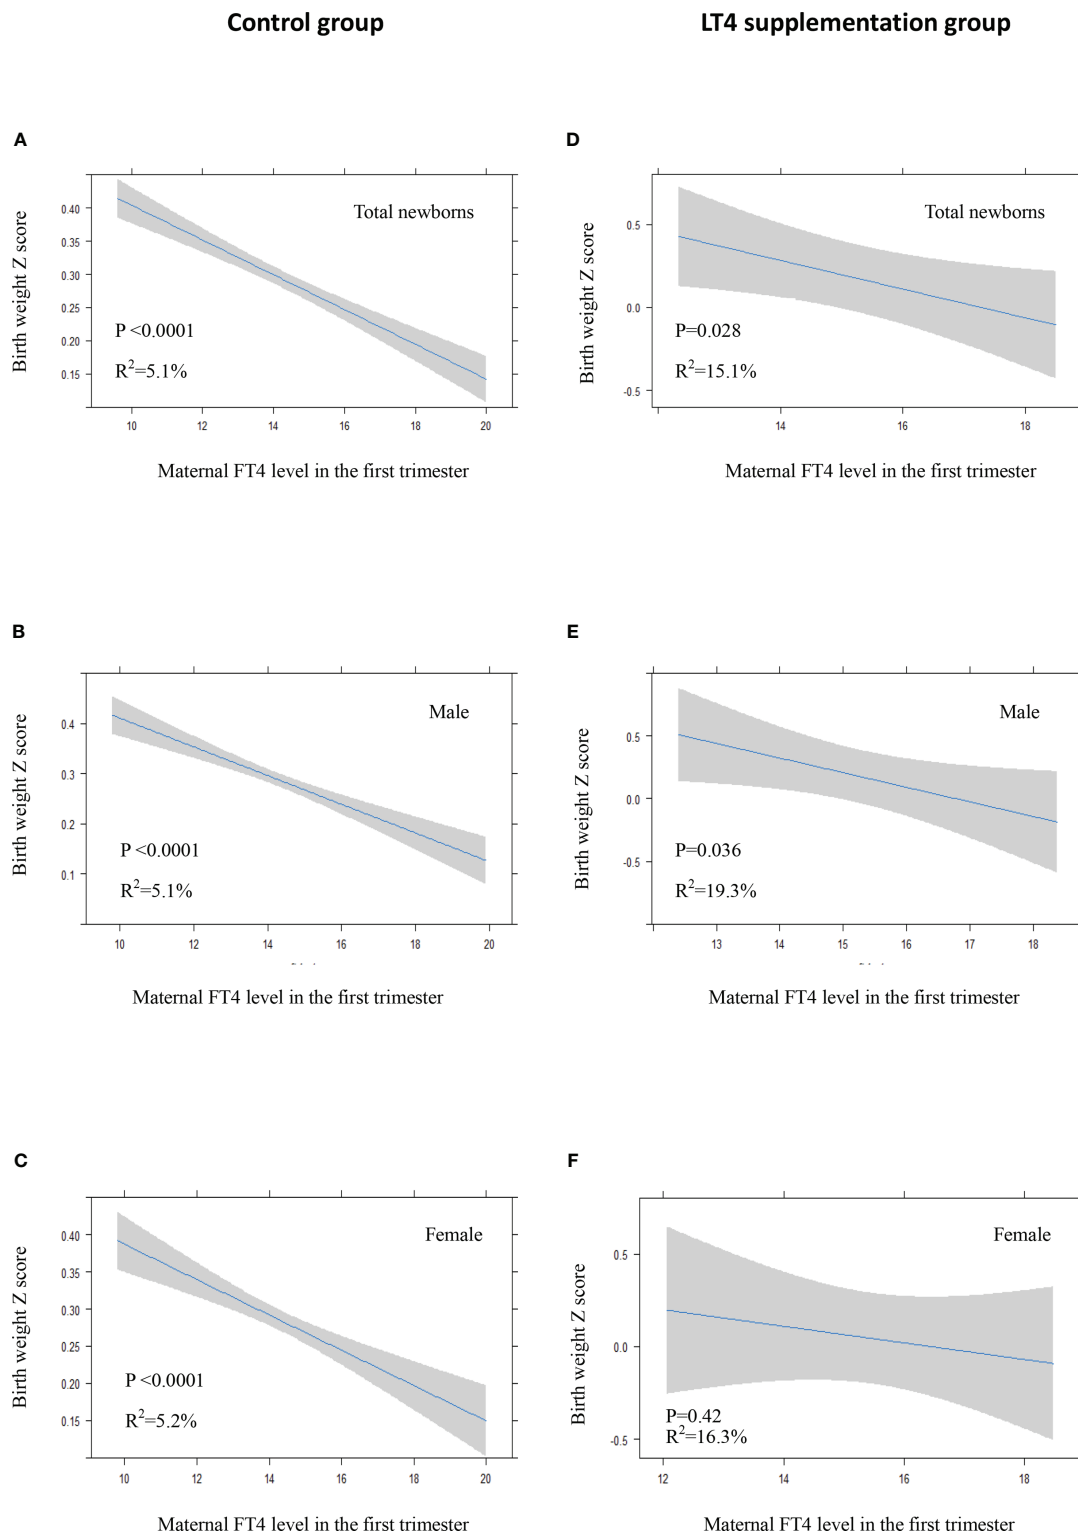 Control group
LT4 supplementation group
A
Birth weight Z score
0.40
0.35
0.30
0.25
0.20
0.15
Total newborns
P <0.0001
R²=5.1%
10 12 14 16 18 20
Maternal FT4 level in the first trimester
D
Birth weight Z score
0.5
0.0
-0.5
Total newborns
P=0.028
R²=15.1%
14 16 18
Maternal FT4 level in the first trimester
B
Birth weight Z score
0.4
0.3
0.2
0.1
Male
P <0.0001
R²=5.1%
10 12 14 16 18 20
Maternal FT4 level in the first trimester
E
Birth weight Z score
0.5
0.0
-0.5
Male
P=0.036
R²=19.3%
13 14 15 16 17 18
Maternal FT4 level in the first trimester
C
Birth weight Z score
0.40
0.35
0.30
0.25
0.20
0.15
Female
P <0.0001
R²=5.2%
10 12 14 16 18 20
Maternal FT4 level in the first trimester
F
Birth weight Z score
0.5
0.0
-0.5
Female
P=0.42
R²=16.3%
12 14 16 18
Maternal FT4 level in the first trimester